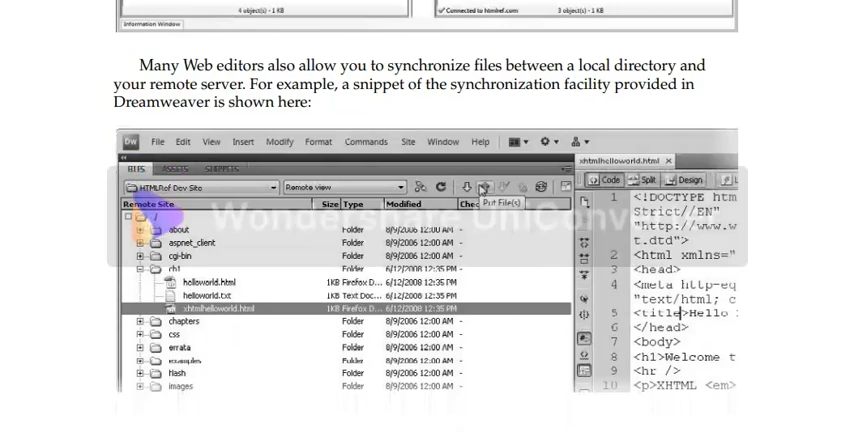 4 object(s) - 1 KB
Connected to htmlref.com 3 object(s) - 1 KB
Information Window
Many Web editors also allow you to synchronize files between a local directory and
your remote server. For example, a snippet of the synchronization facility provided in
Dreamweaver is shown here:
Dw File Edit View Insert Modify Format Commands Site Window Help
FILES ASSETS SNIPPETS
xhtmlhelloworld.html
HTMLRef Dev Site Remote view
Code Split Design
Put File(s)
Remote Site Size Type Modified
Wondershare UniConverter
/
about Folder 8/9/2006 12:00 AM -
aspnet_client Folder 8/9/2006 12:00 AM -
cgi-bin Folder 8/9/2006 12:00 AM -
ch1 Folder 6/12/2008 12:35 PM
helloworld.html 1KB Firefox D... 6/12/2008 12:35 PM
helloworld.txt 1KB Text Doc... 6/12/2008 12:35 PM
xhtmlhelloworld.html 1KB Firefox D... 6/12/2008 12:35 PM
chapters Folder 8/9/2006 12:00 AM -
css Folder 8/9/2006 12:00 AM -
errata Folder 8/9/2006 12:00 AM -
examples Folder 8/9/2006 12:00 AM -
flash Folder 8/9/2006 12:00 AM -
images Folder 8/9/2006 12:00 AM -
1 <!DOCTYPE htm
Strict//EN"
"http://www.w
t.dtd">
2 <html xmlns="
3 <head>
4 <meta http-eq
"text/html; c
5 <title>Hello
6 </head>
7 <body>
8 <h1>Welcome t
9 <hr />
10 <p>XHTML <em>